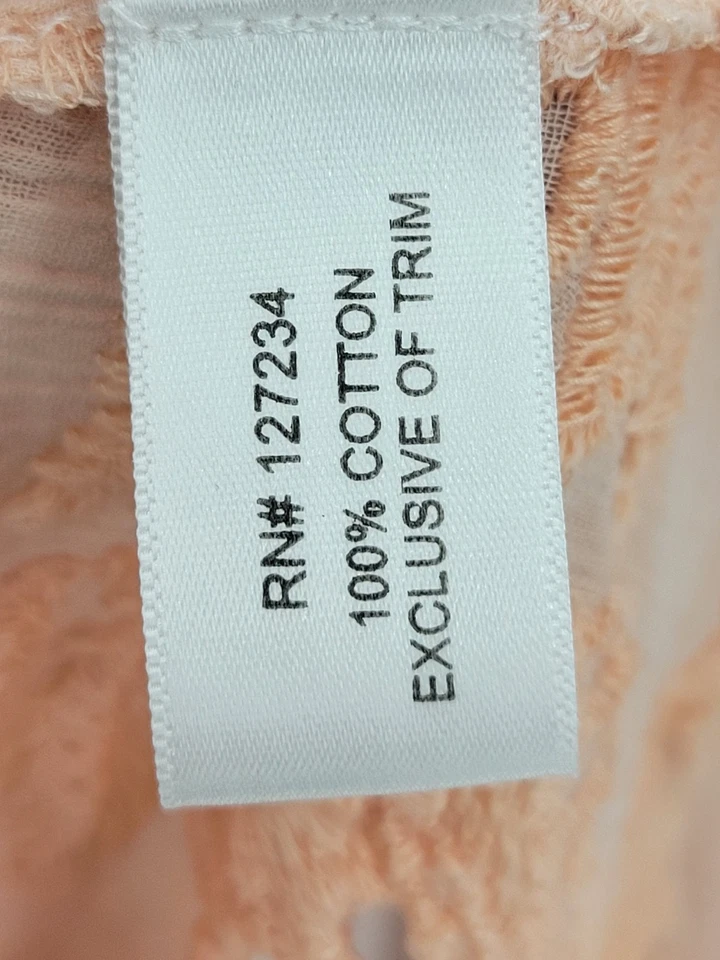 RN# 127234
100% COTTON
EXCLUSIVE OF TRIM